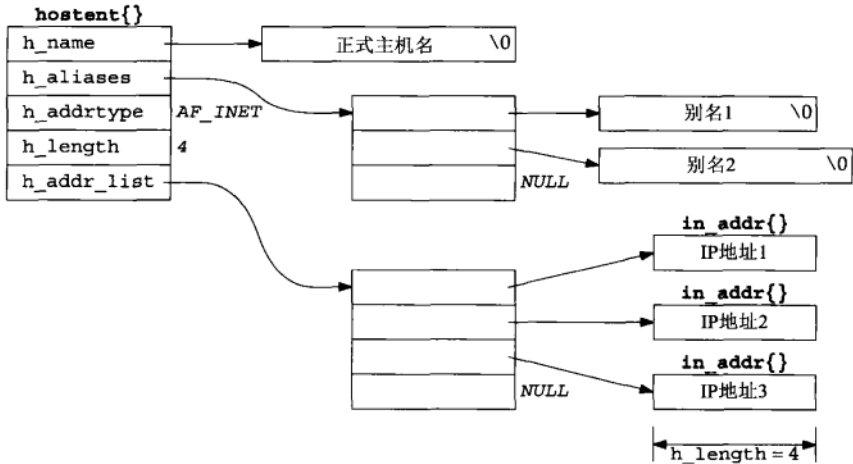 hostent{}
h_name
正式主机名 \0
h_aliases
h_addrtype AF_INET
别名1 \0
h_length 4
别名2 \0
h_addr_list
NULL
in_addr{}
IP地址1
in_addr{}
IP地址2
in_addr{}
IP地址3
NULL
h_length = 4